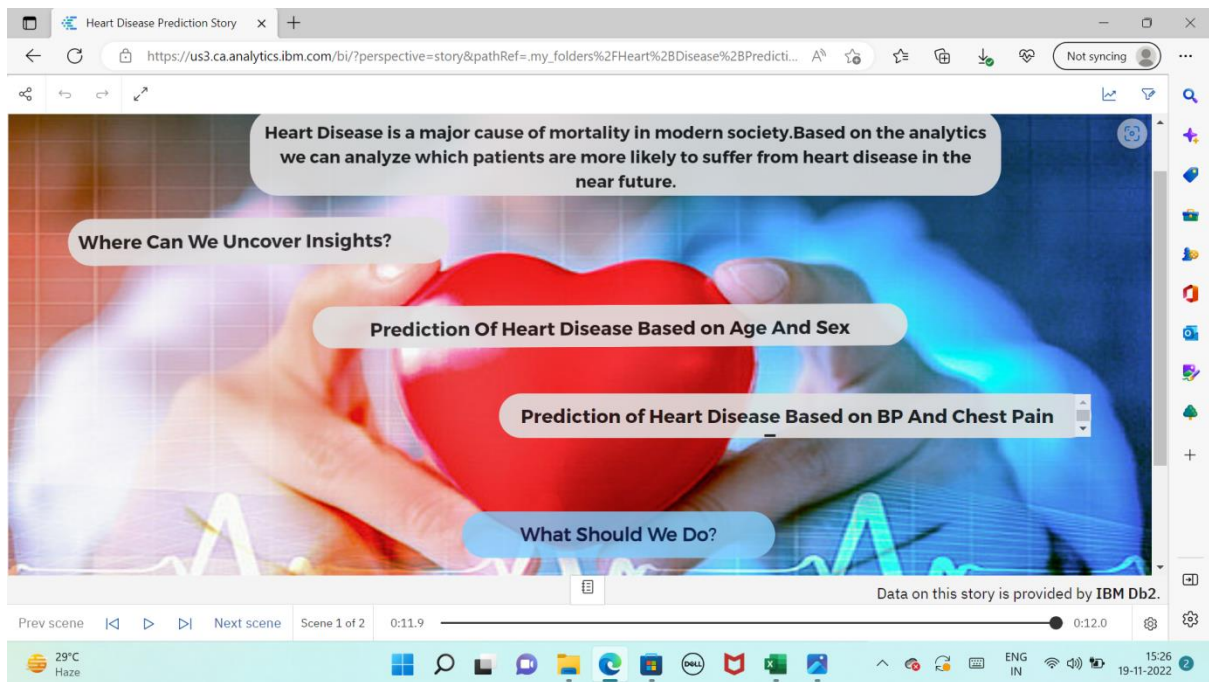 Heart Disease Prediction Story
https://us3.ca.analytics.ibm.com/bi/?perspective=story&pathRef=.my_folders%2FHeart%2BDisease%2BPredicti...
Not syncing
Heart Disease is a major cause of mortality in modern society.Based on the analytics
we can analyze which patients are more likely to suffer from heart disease in the
near future.
Where Can We Uncover Insights?
Prediction Of Heart Disease Based on Age And Sex
Prediction of Heart Disease Based on BP And Chest Pain
What Should We Do?
Data on this story is provided by IBM Db2.
Prev scene Next scene Scene 1 of 2 0:11.9 0:12.0
29°C
Haze
DELL
ENG
IN
15:26
19-11-2022
2